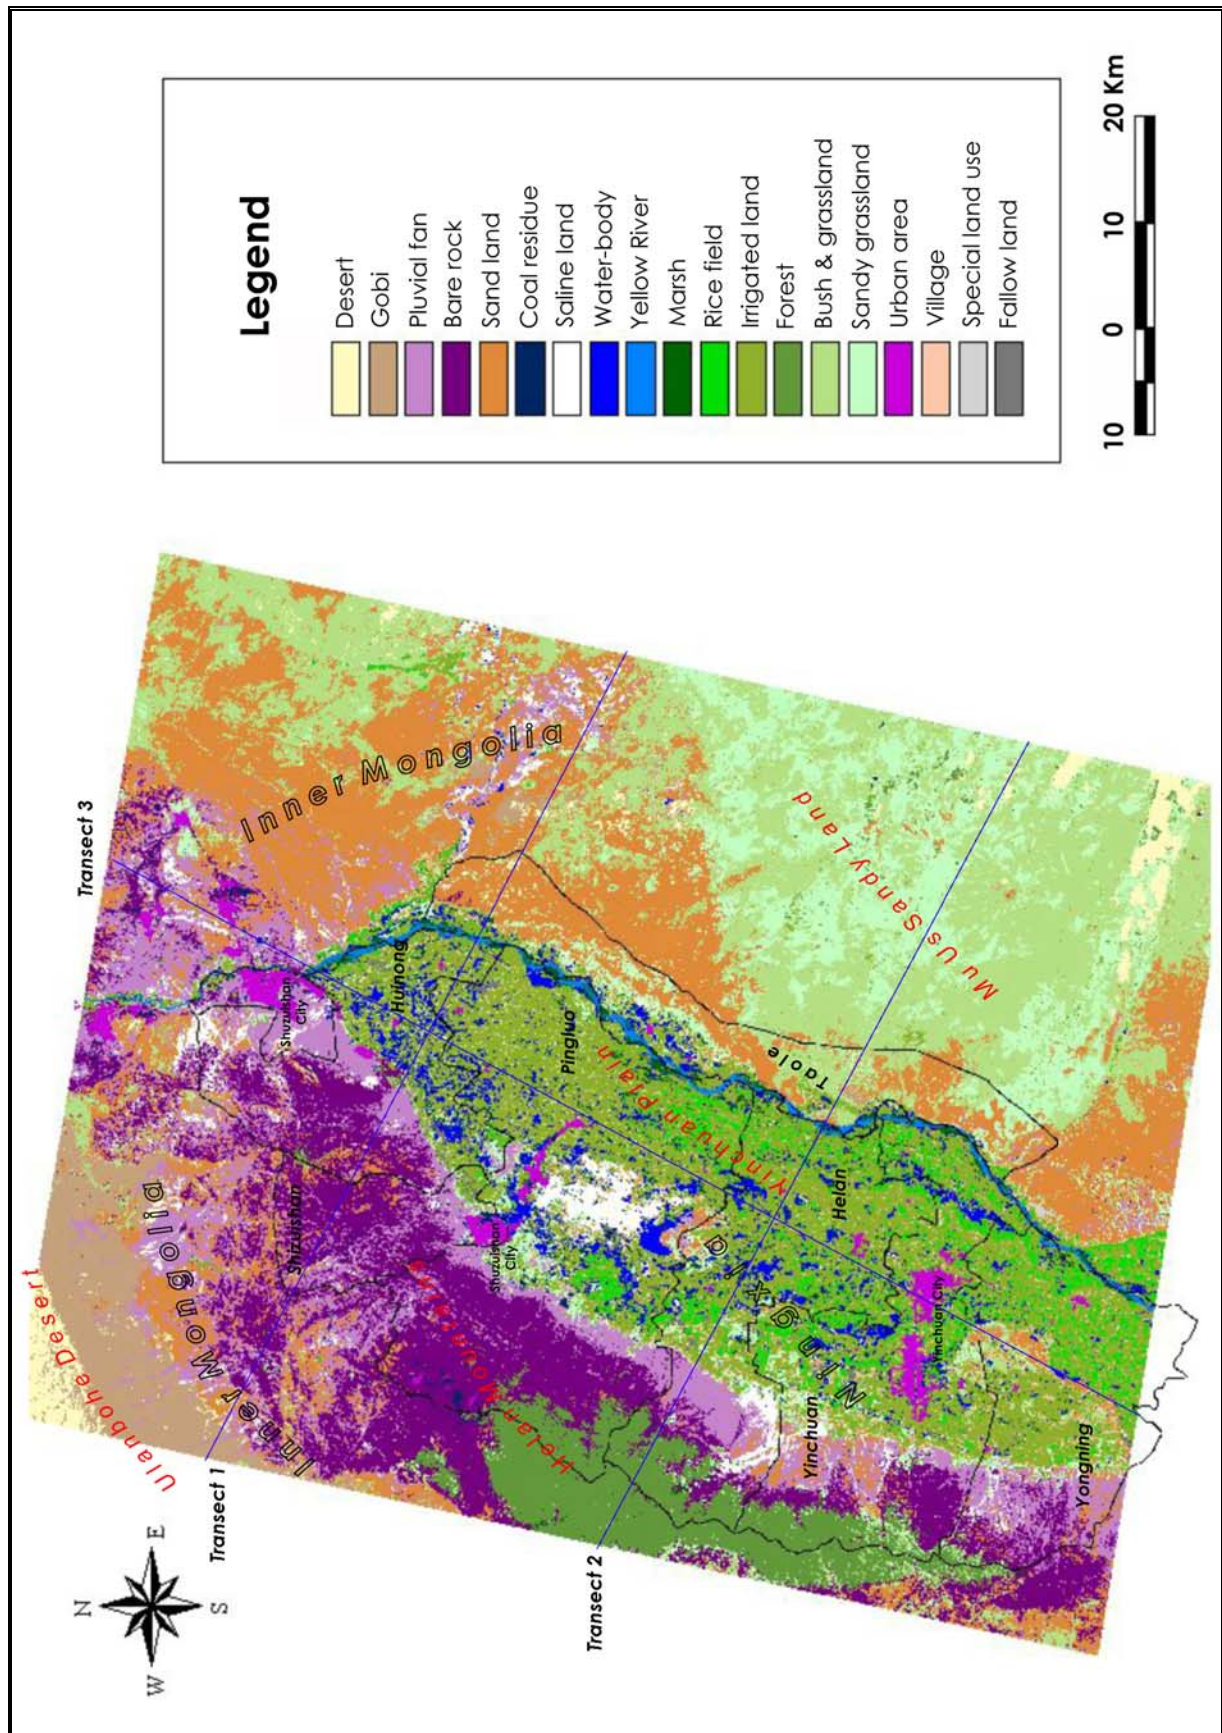 Legend
Desert
Gobi
Pluvial fan
Bare rock
Sand land
Coal residue
Saline land
Water-body
Yellow River
Marsh
Rice field
Irrigated land
Forest
Bush & grassland
Sandy grassland
Urban area
Village
Special land use
Fallow land
10 0 10 20 Km
N
W E
S
Transect 1
Transect 2
Transect 3
Ulanbohe Desert
Inner Mongolia
Inner Mongolia
Shizuishan
Shuzuishan
City
Huinong
Shuzuishan
City
Helan Mountains
Pingluo
Yinchuan Plain
Taole
Mu Us Sandy Land
Ningxia
Helan
Yinchuan
Yinchuan City
Yongning